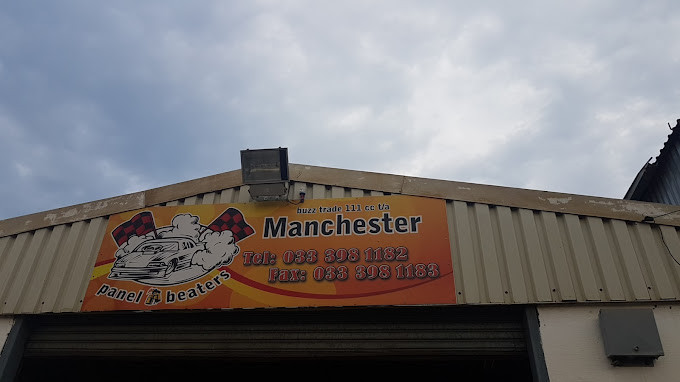 buzz trade 111 cc t/a
Manchester
Tel: 033 398 1182
Fax: 033 398 1183
panel beaters